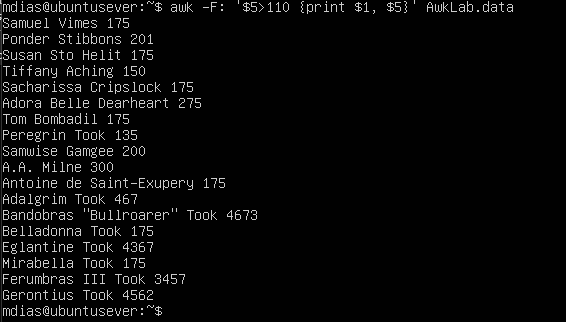 mdias@ubuntusever:~$ awk -F: '$5>110 {print $1, $5}' AwkLab.data
Samuel Vimes 175
Ponder Stibbons 201
Susan Sto Helit 175
Tiffany Aching 150
Sacharissa Cripslock 175
Adora Belle Dearheart 275
Tom Bombadil 175
Peregrin Took 135
Samwise Gamgee 200
A.A. Milne 300
Antoine de Saint-Exupery 175
Adalgrim Took 467
Bandobras "Bullroarer" Took 4673
Belladonna Took 175
Eglantine Took 4367
Mirabella Took 175
Ferumbras III Took 3457
Gerontius Took 4562
mdias@ubuntusever:~$